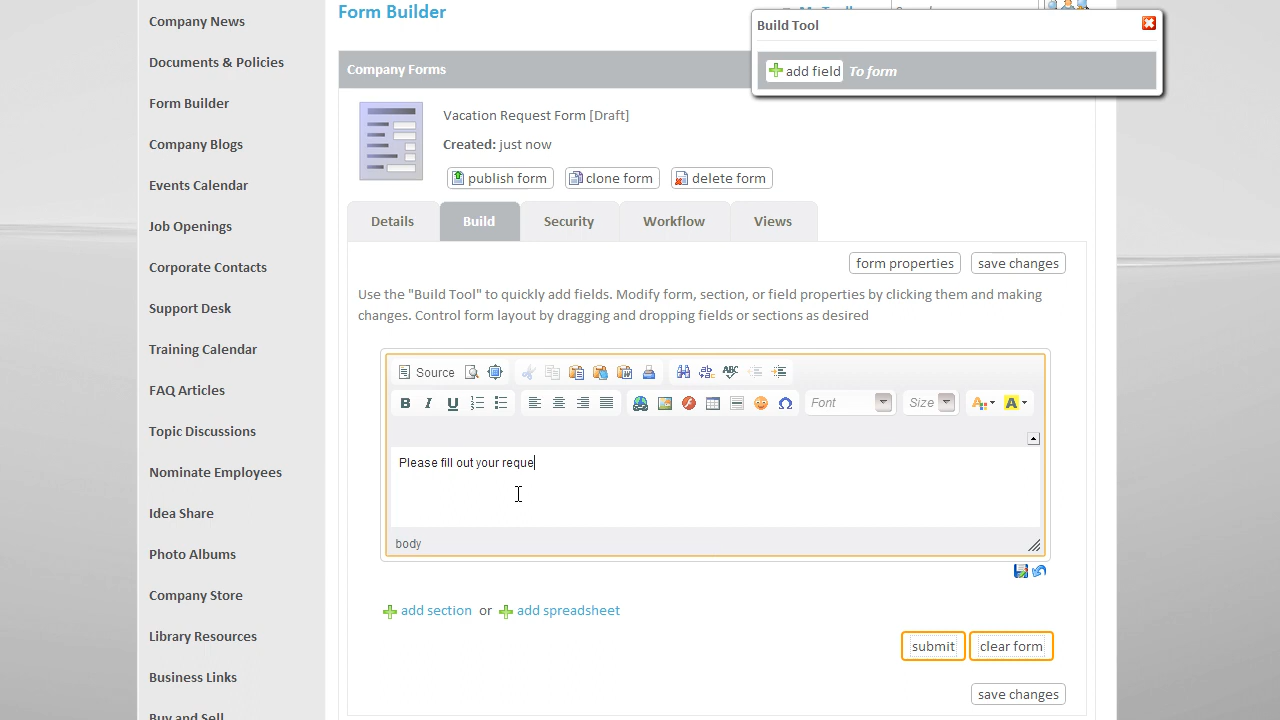 Company News
Documents & Policies
Form Builder
Company Blogs
Events Calendar
Job Openings
Corporate Contacts
Support Desk
Training Calendar
FAQ Articles
Topic Discussions
Nominate Employees
Idea Share
Photo Albums
Company Store
Library Resources
Business Links
Buy and Sell
Form Builder
Build Tool
add field To form
Company Forms
Vacation Request Form [Draft]
Created: just now
publish form clone form delete form
Details Build Security Workflow Views
form properties save changes
Use the "Build Tool" to quickly add fields. Modify form, section, or field properties by clicking them and making
changes. Control form layout by dragging and dropping fields or sections as desired
Source
B I U Font Size
Please fill out your reque
body
add section or add spreadsheet
submit clear form
save changes